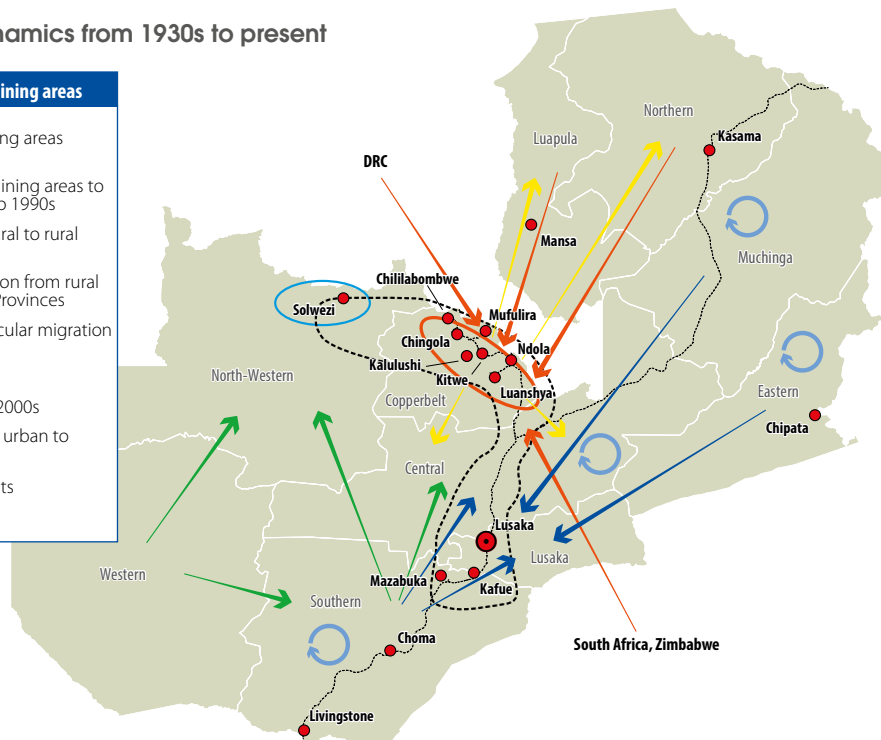 namics from 1930s to present
ining areas
ng areas
ining areas to
o 1990s
ral to rural
on from rural
Provinces
cular migration
2000s
urban to
ts
DRC
Luapula
Northern
Kasama
Mansa
Muchinga
Chililabombwe
Solwezi
Mufulira
Chingola
Ndola
Kālulushi
Kitwe
Luanshya
North-Western
Copperbelt
Eastern
Chipata
Central
Lusaka
Lusaka
Western
Mazabuka
Kafue
Southern
Choma
South Africa, Zimbabwe
Livingstone